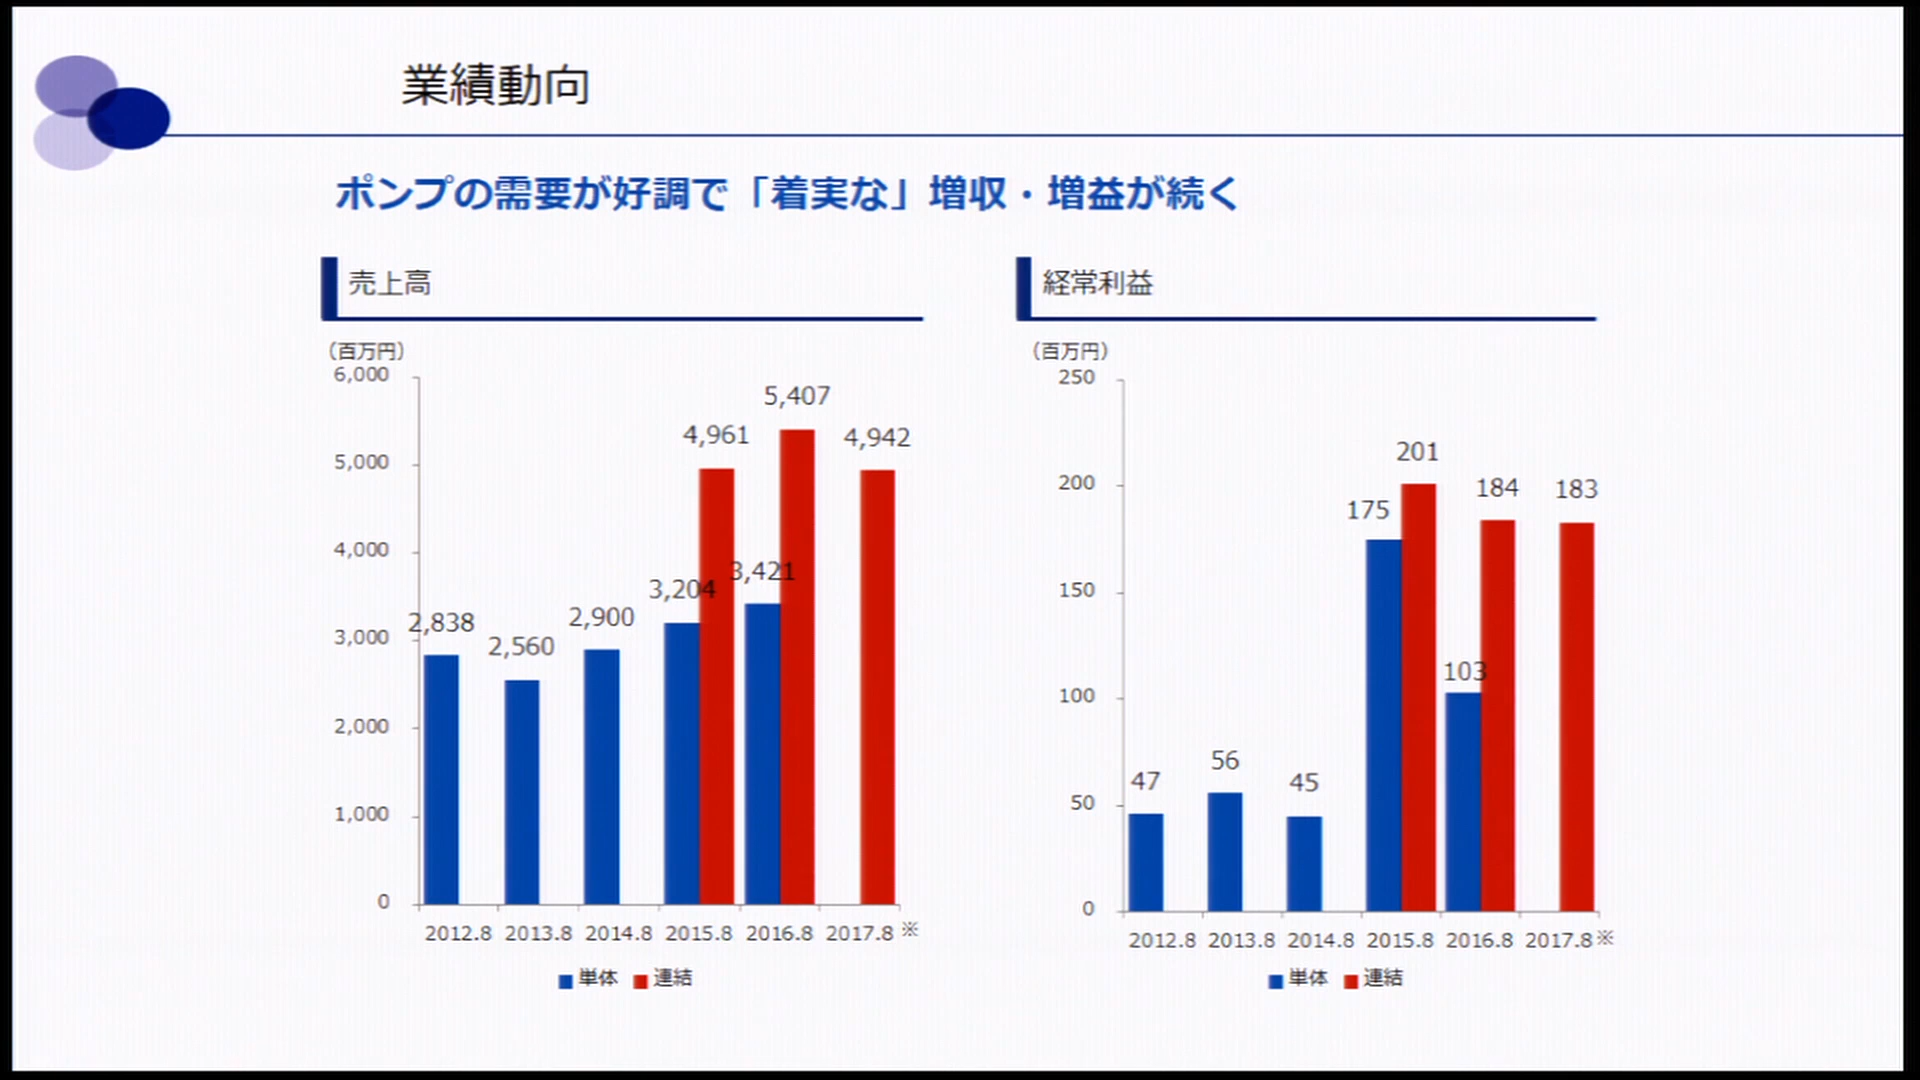 業績動向
ポンプの需要が好調で「着実な」増収・増益が続く
売上高
(百万円)
6,000
5,000
4,000
3,000
2,000
1,000
0
2,838
2,560
2,900
3,204
4,961
3,421
5,407
4,942
2012.8 2013.8 2014.8 2015.8 2016.8 2017.8 ※
単体 連結
経常利益
(百万円)
250
200
150
100
50
0
47
56
45
175
201
103
184
183
2012.8 2013.8 2014.8 2015.8 2016.8 2017.8 ※
単体 連結